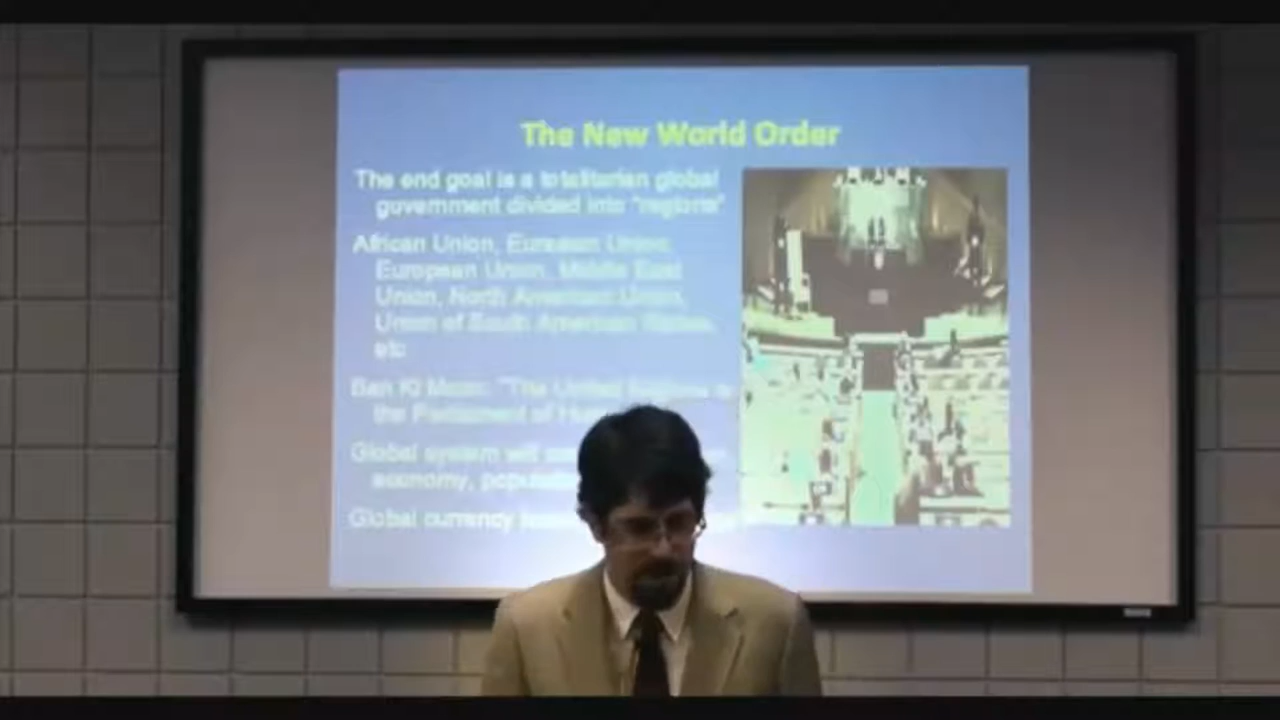 The New World Order
The end goal is a totalitarian global
government divided into "regions"
African Union, European Union,
European Union, Middle East
Union, North American Union,
Union of South American States,
etc
Ban Ki Moon: "The United Nations is
the Parliament of
Global system will
economy,
Global currency